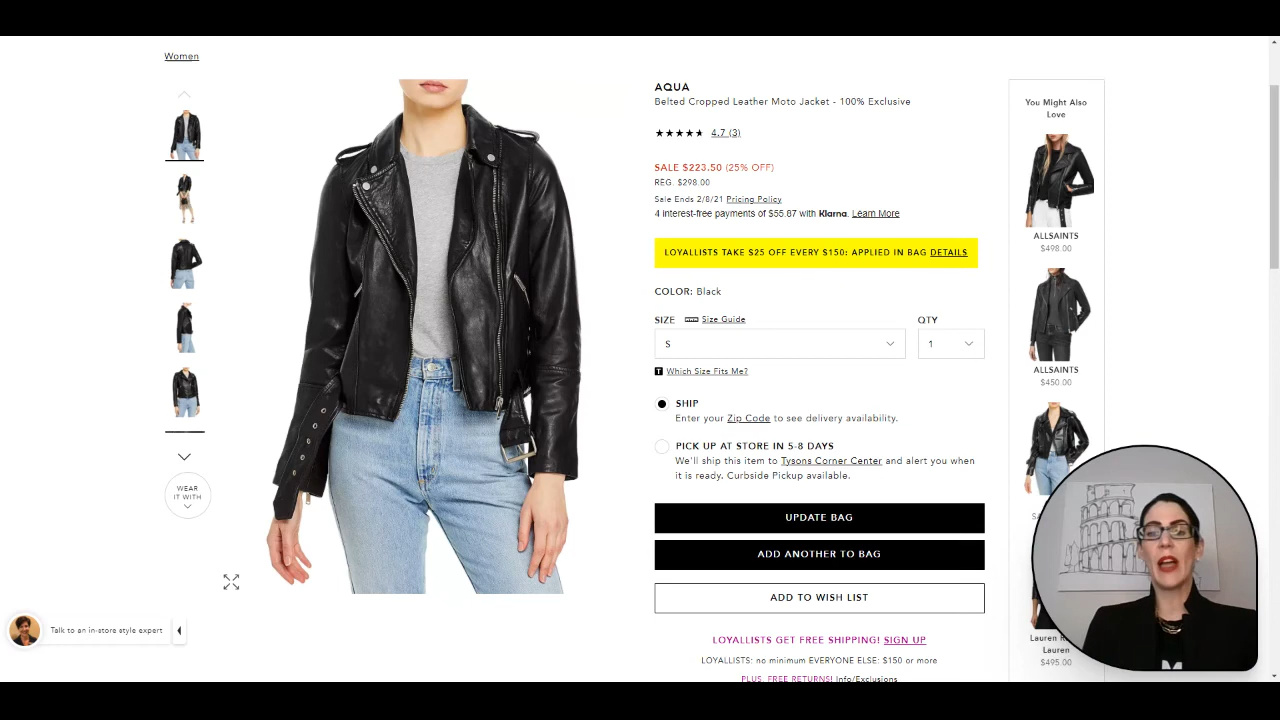 Women
AQUA
Belted Cropped Leather Moto Jacket - 100% Exclusive
4.7 (3)
SALE $223.50 (25% OFF)
REG. $298.00
Sale Ends 2/8/21 Pricing Policy
4 interest-free payments of $55.87 with Klarna. Learn More
LOYALLISTS TAKE $25 OFF EVERY $150: APPLIED IN BAG DETAILS
COLOR: Black
SIZE Size Guide
QTY
S
1
T Which Size Fits Me?
SHIP
Enter your Zip Code to see delivery availability.
PICK UP AT STORE IN 5-8 DAYS
We'll ship this item to Tysons Corner Center and alert you when
it is ready. Curbside Pickup available.
UPDATE BAG
ADD ANOTHER TO BAG
ADD TO WISH LIST
LOYALLISTS GET FREE SHIPPING! SIGN UP
LOYALLISTS: no minimum EVERYONE ELSE: $150 or more
PLUS, FREE RETURNS! Info/Exclusions
WEAR
IT WITH
Talk to an in-store style expert
You Might Also
Love
ALLSAINTS
$498.00
ALLSAINTS
$450.00
Lauren
Lauren
$495.00